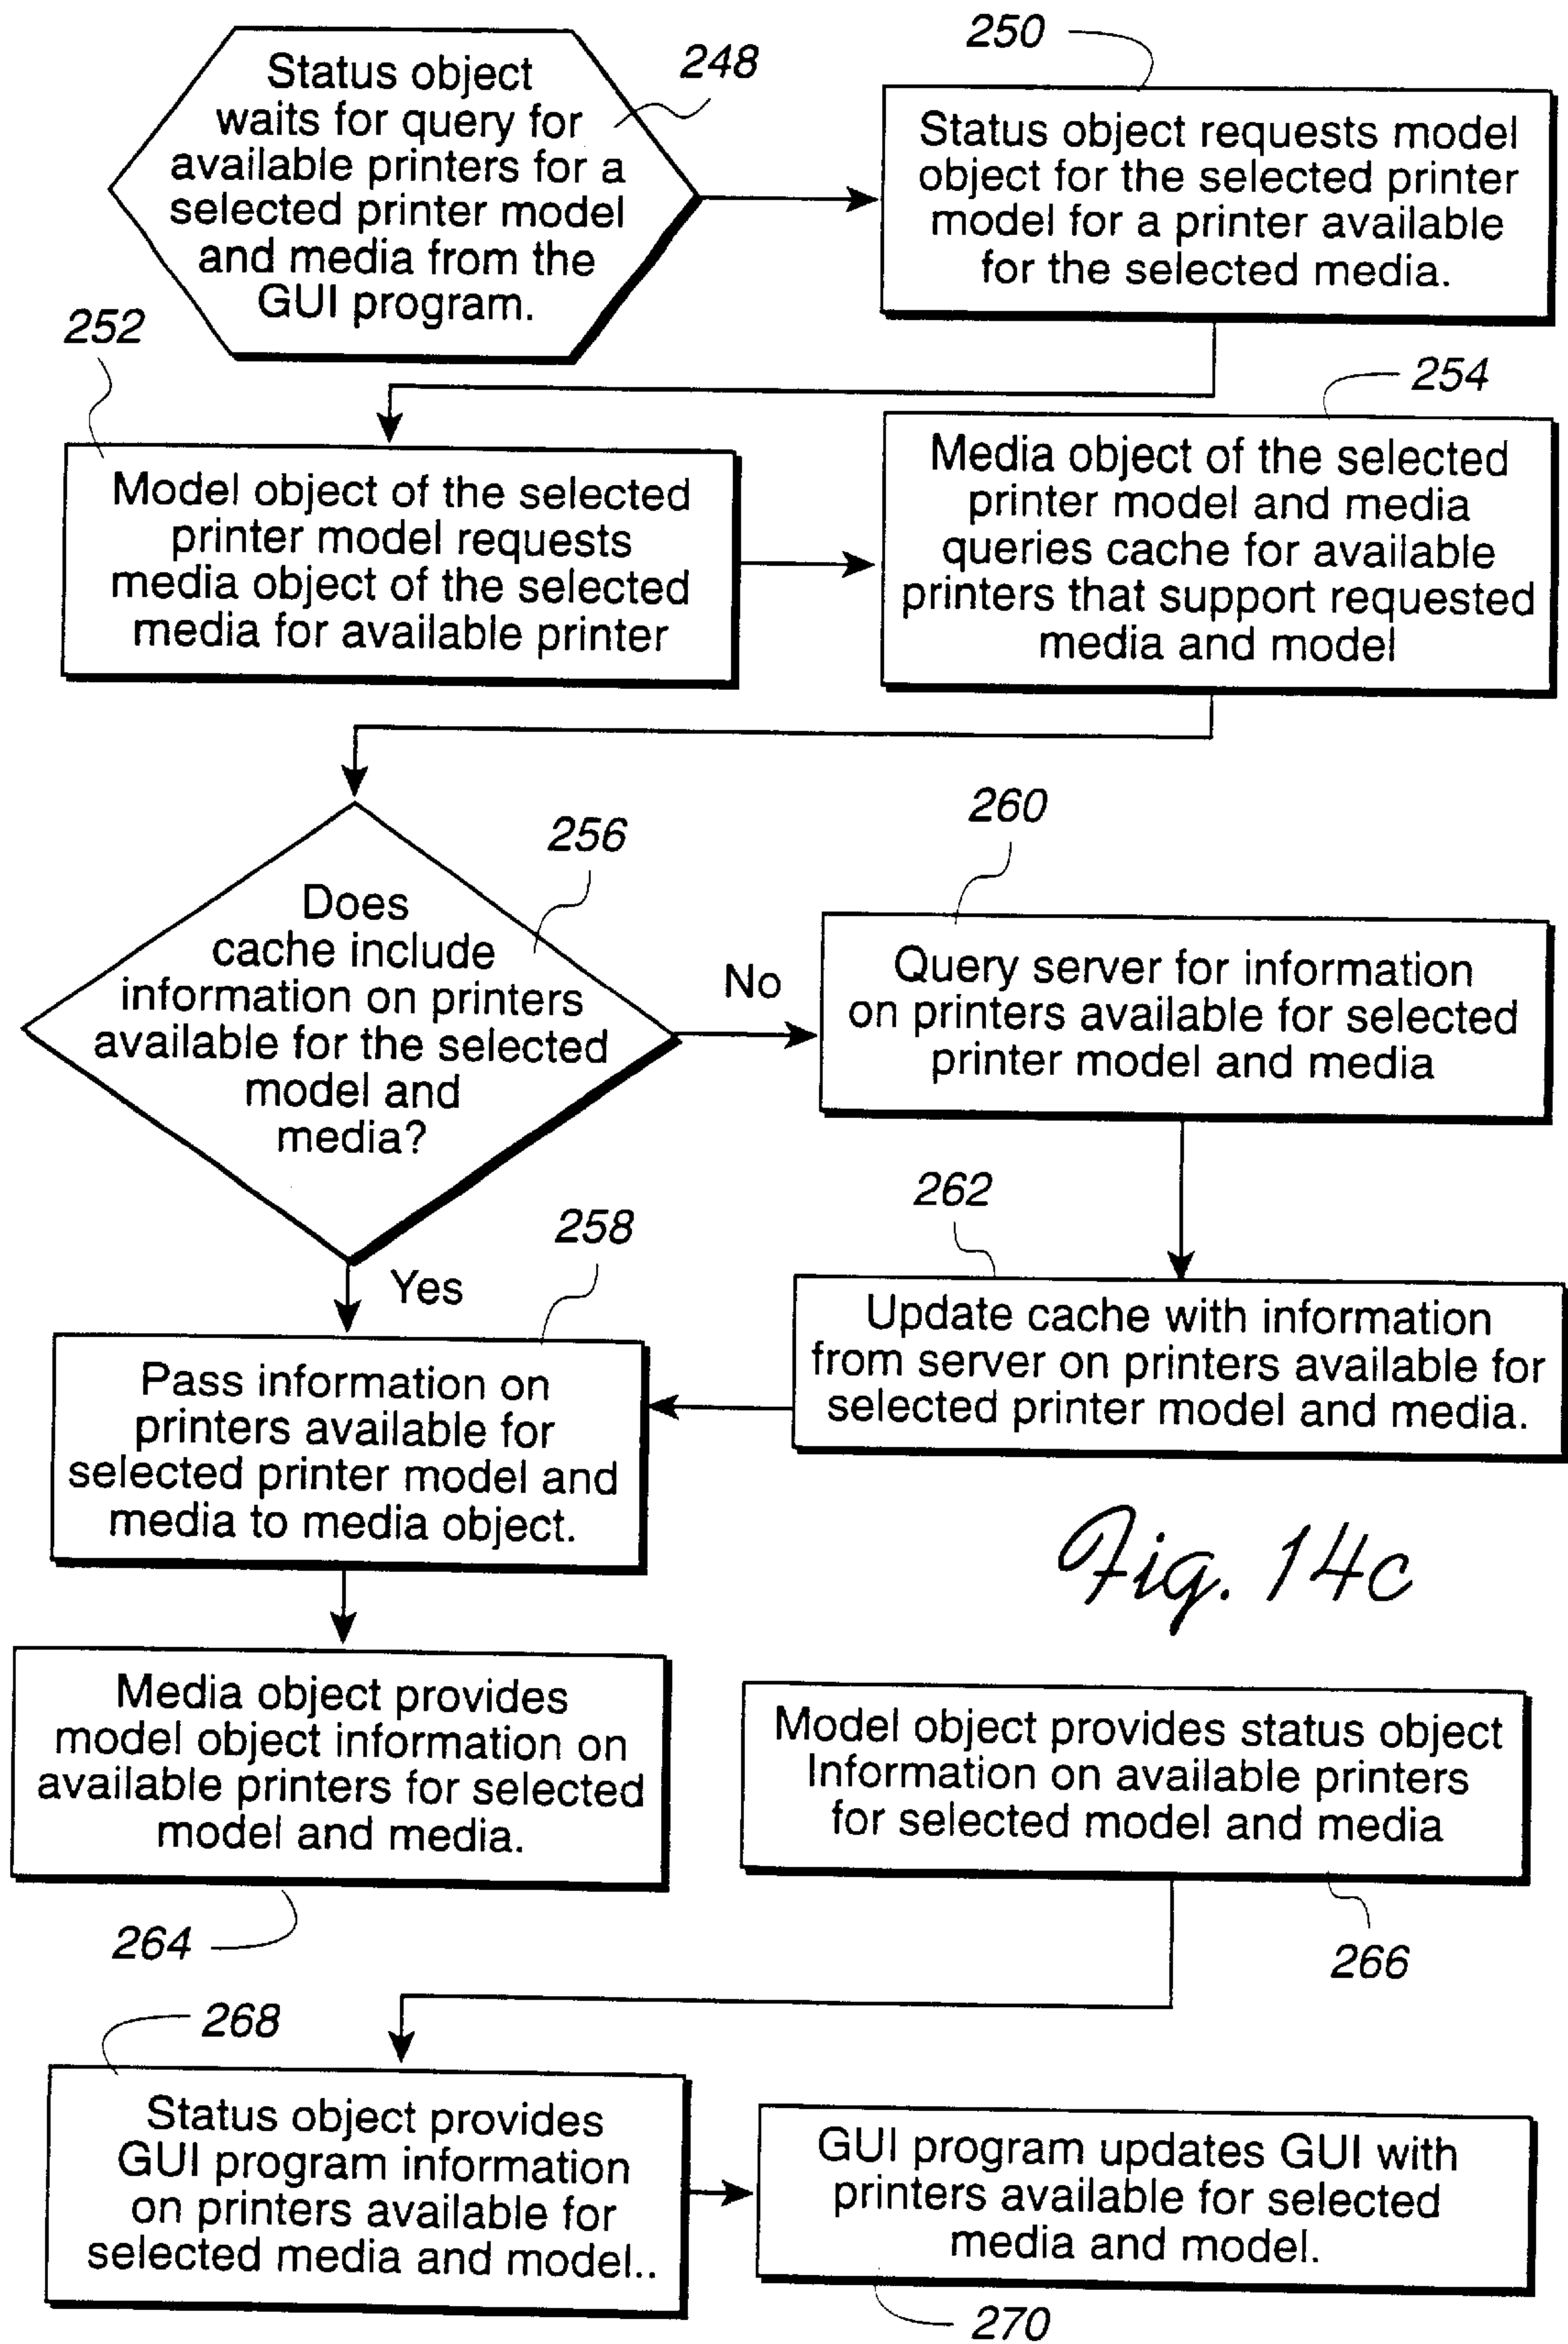 248
Status object
waits for query for
available printers for a
selected printer model
and media from the
GUI program.
250
Status object requests model
object for the selected printer
model for a printer available
for the selected media.
252
Model object of the selected
printer model requests
media object of the selected
media for available printer
254
Media object of the selected
printer model and media
queries cache for available
printers that support requested
media and model
256
Does
cache include
information on printers
available for the selected
model and
media?
No
Yes
260
Query server for information
on printers available for selected
printer model and media
262
Update cache with information
from server on printers available for
selected printer model and media.
258
Pass information on
printers available for
selected printer model and
media to media object.
Fig. 14c
Media object provides
model object information on
available printers for selected
model and media.
264
Model object provides status object
Information on available printers
for selected model and media
266
268
Status object provides
GUI program information
on printers available for
selected media and model..
GUI program updates GUI with
printers available for selected
media and model.
270